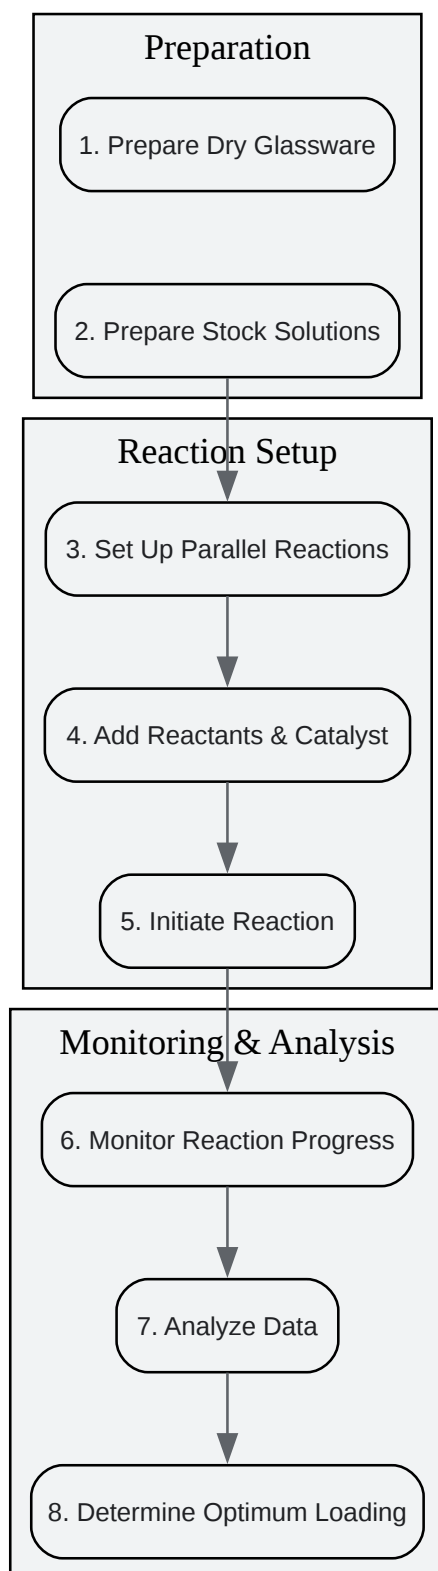 Preparation
1. Prepare Dry Glassware
2. Prepare Stock Solutions
Reaction Setup
3. Set Up Parallel Reactions
4. Add Reactants & Catalyst
5. Initiate Reaction
Monitoring & Analysis
6. Monitor Reaction Progress
7. Analyze Data
8. Determine Optimum Loading